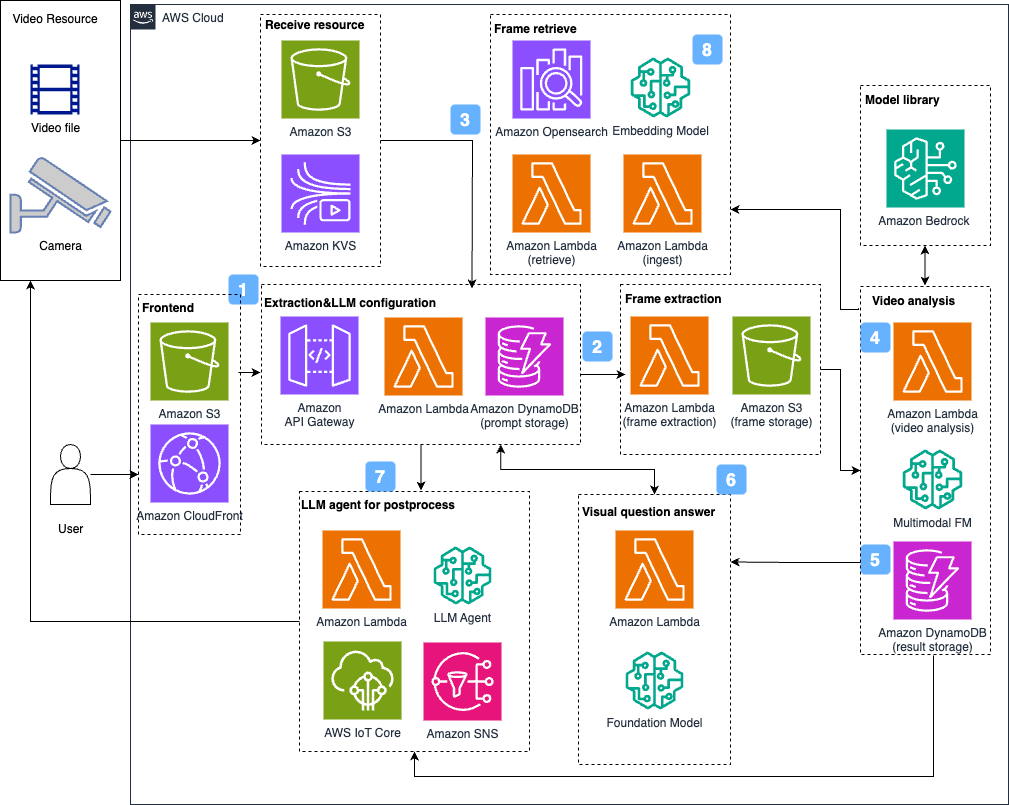 Video Resource
Video file
Camera
User
aws
AWS Cloud
Receive resource
Amazon S3
Amazon KVS
3
Frame retrieve
8
Amazon Opensearch
Embedding Model
Amazon Lambda
(retrieve)
Amazon Lambda
(ingest)
Model library
Amazon Bedrock
1
Frontend
Amazon S3
Amazon CloudFront
Extraction&LLM configuration
Amazon
API Gateway
Amazon Lambda
Amazon DynamoDB
(prompt storage)
2
Frame extraction
Amazon Lambda
(frame extraction)
Amazon S3
(frame storage)
Video analysis
4
Amazon Lambda
(video analysis)
Multimodal FM
5
Amazon DynamoDB
(result storage)
7
LLM agent for postprocess
Amazon Lambda
LLM Agent
AWS IoT Core
Amazon SNS
6
Visual question answer
Amazon Lambda
Foundation Model